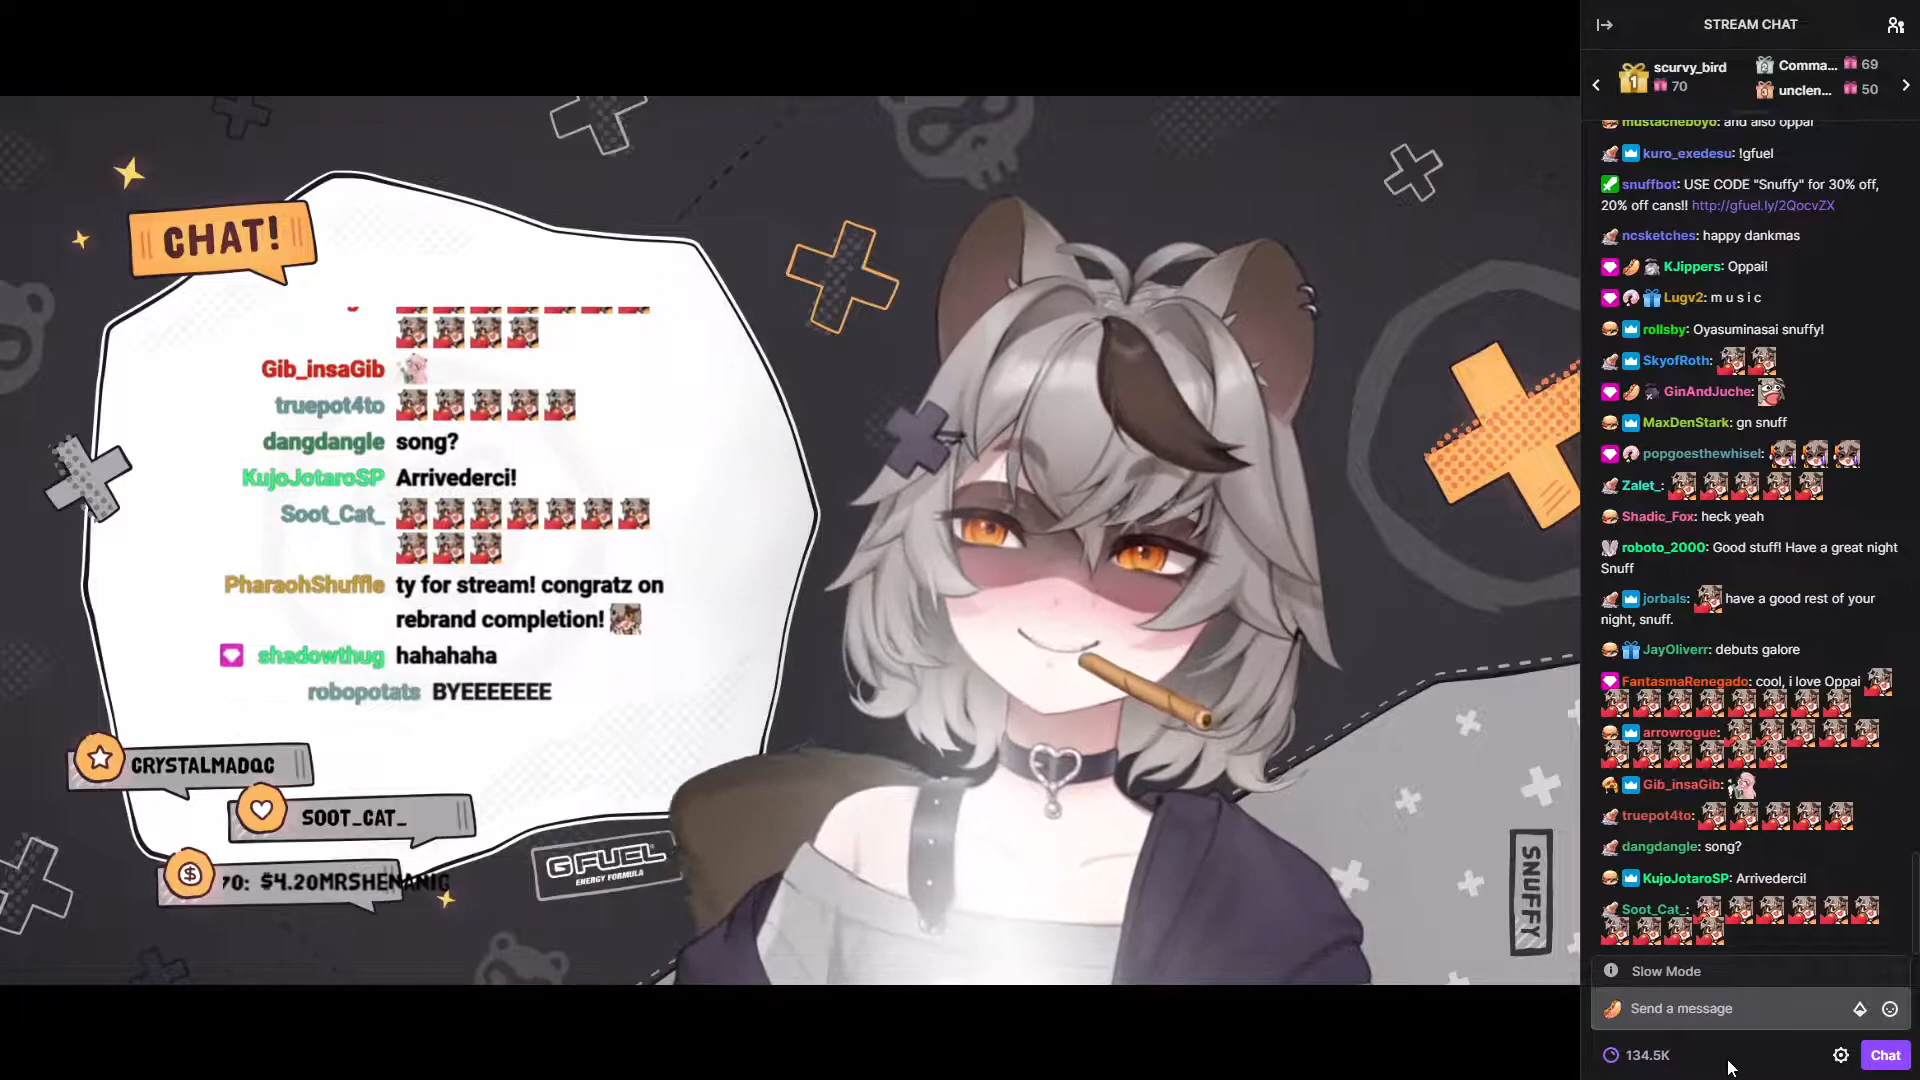 CHAT!
Gib_insaGib
truepot4to
dangdangle song?
KujoJotaroSP Arrivederci!
Soot_Cat_
PharaohShuffle ty for stream! congratz on
rebrand completion!
shadowthug hahahaha
robopotats BYEEEEEEE
CRYSTALMADQC
SOOT_CAT_
70: $4.20MRSHENANIG
G FUEL
ENERGY FORMULA
SNUFFY
STREAM CHAT
scurvy_bird
70
Comma... 69
unclen... 50
mustacheboyo: and also oppai
kuro_exedesu: !gfuel
snuffbot: USE CODE "Snuffy" for 30% off,
20% off cans!! http://gfuel.ly/2QocvZX
ncsketches: happy dankmas
KJippers: Oppai!
Lugv2: m u s i c
rollsby: Oyasuminasai snuffy!
SkyofRoth:
GinAndJuche:
MaxDenStark: gn snuff
popgoesthewhisel:
Zalet_:
Shadic_Fox: heck yeah
roboto_2000: Good stuff! Have a great night
Snuff
jorbals: have a good rest of your
night, snuff.
JayOliverr: debuts galore
FantasmaRenegado: cool, i love Oppai
arrowrogue:
Gib_insaGib:
truepot4to:
dangdangle: song?
KujoJotaroSP: Arrivederci!
Soot_Cat_:
Slow Mode
Send a message
134.5K
Chat